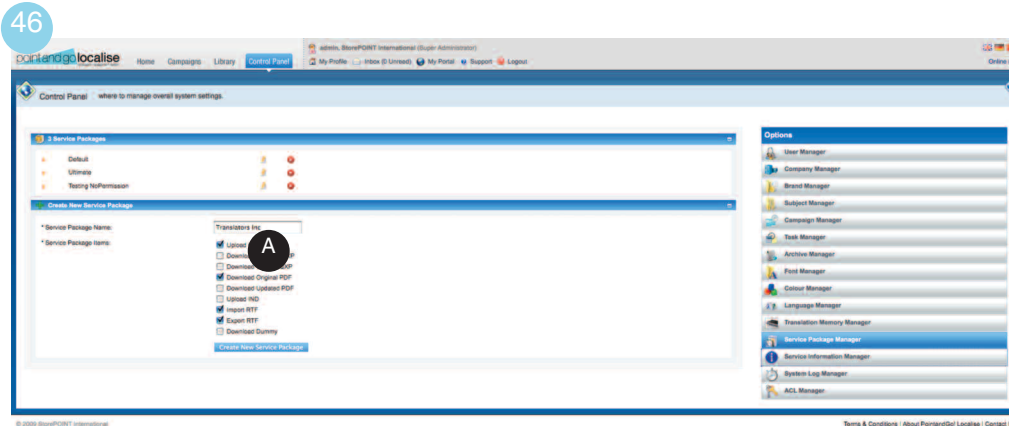 46
pointandgolocalise
Home Campaigns Library Control Panel
admin, StorePOINT international (Super Administrator)
My Profile Inbox (0 Unread) My Portal Support Logout
Online
Control Panel where to manage overall system settings.
3 Service Packages
Default
Ultimate
Testing NoPermission
Create New Service Package
* Service Package Name: Translators Inc
* Service Package Items:
Upload
A
Download Original PDF
Download Updated PDF
Upload IND
Import RTF
Export RTF
Download Dummy
Create New Service Package
Options
User Manager
Company Manager
Brand Manager
Subject Manager
Campaign Manager
Task Manager
Archive Manager
Font Manager
Colour Manager
Language Manager
Translation Memory Manager
Service Package Manager
Service Information Manager
System Log Manager
ACL Manager
StorePOINT international
Terms & Conditions | About PointandGo! Localise | Contact